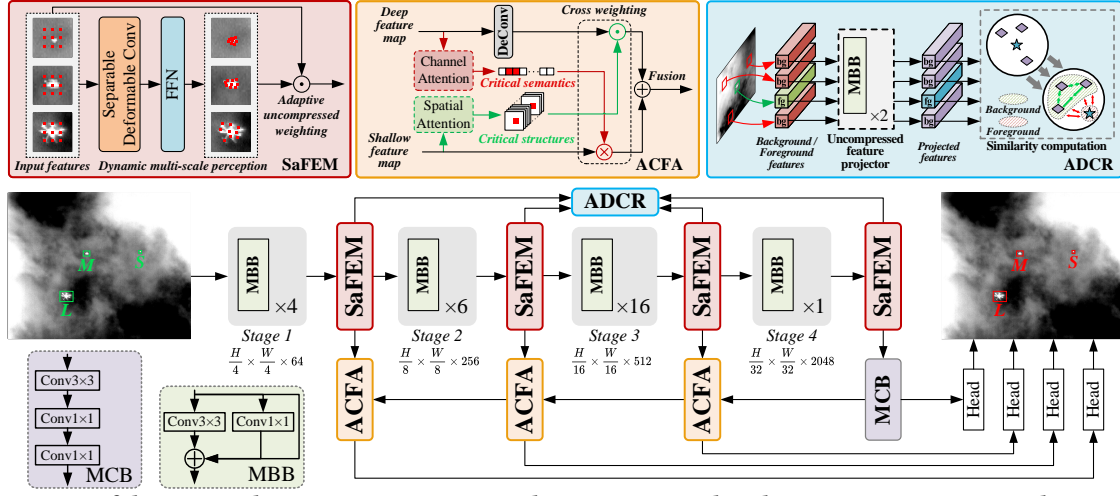 Separable
Deformable Conv
FFN
Adaptive
uncompressed
weighting
Input features
Dynamic multi-scale perception
SaFEM
Deep
feature
map
DeConv
Cross weighting
Channel
Attention
Critical semantics
Fusion
Spatial
Attention
Critical structures
Shallow
feature
map
ACFA
bg
bg
fg
bg
MBB
×2
bg
bg
fg
bg
Background
Foreground
Background /
Foreground
features
Uncompressed
feature
projector
Projected
features
Similarity computation
ADCR
ADCR
M
S
L
MBB
×4
SaFEM
MBB
×6
SaFEM
MBB
×16
SaFEM
MBB
×1
SaFEM
M
S
L
Stage 1
H/4 × W/4 × 64
Stage 2
H/8 × W/8 × 256
Stage 3
H/16 × W/16 × 512
Stage 4
H/32 × W/32 × 2048
ACFA
ACFA
ACFA
MCB
Head
Head
Head
Head
Conv3×3
Conv1×1
Conv1×1
MCB
Conv3×3
Conv1×1
MBB